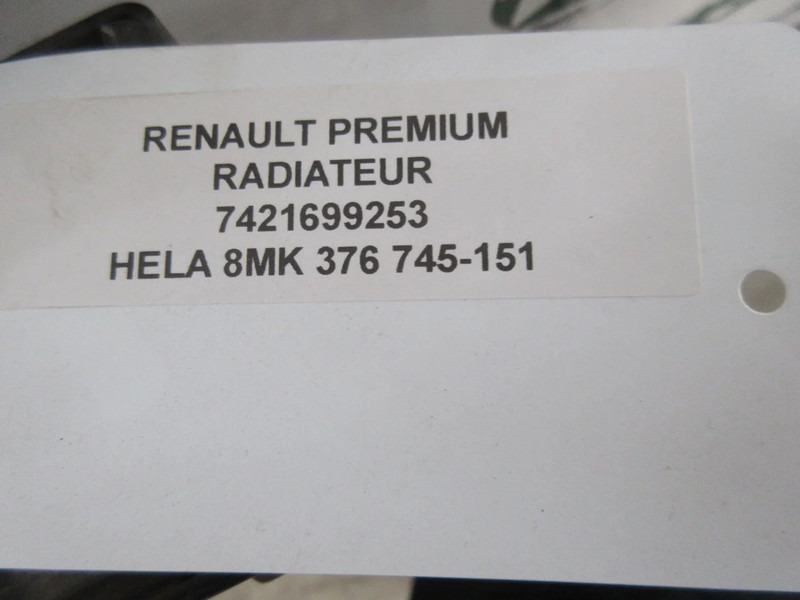 RENAULT PREMIUM
RADIATEUR
7421699253
HELA 8MK 376 745-151